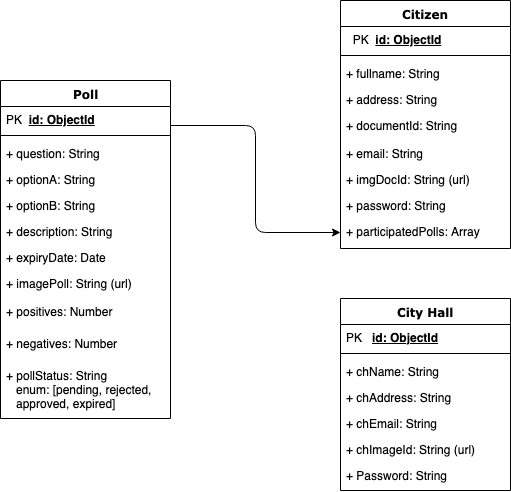 Citizen
PK id: ObjectId
+ fullname: String
+ address: String
+ documentId: String
+ email: String
+ imgDocId: String (url)
+ password: String
+ participatedPolls: Array
Poll
PK id: ObjectId
+ question: String
+ optionA: String
+ optionB: String
+ description: String
+ expiryDate: Date
+ imagePoll: String (url)
+ positives: Number
+ negatives: Number
+ pollStatus: String
enum: [pending, rejected,
approved, expired]
City Hall
PK id: ObjectId
+ chName: String
+ chAddress: String
+ chEmail: String
+ chImageId: String (url)
+ Password: String